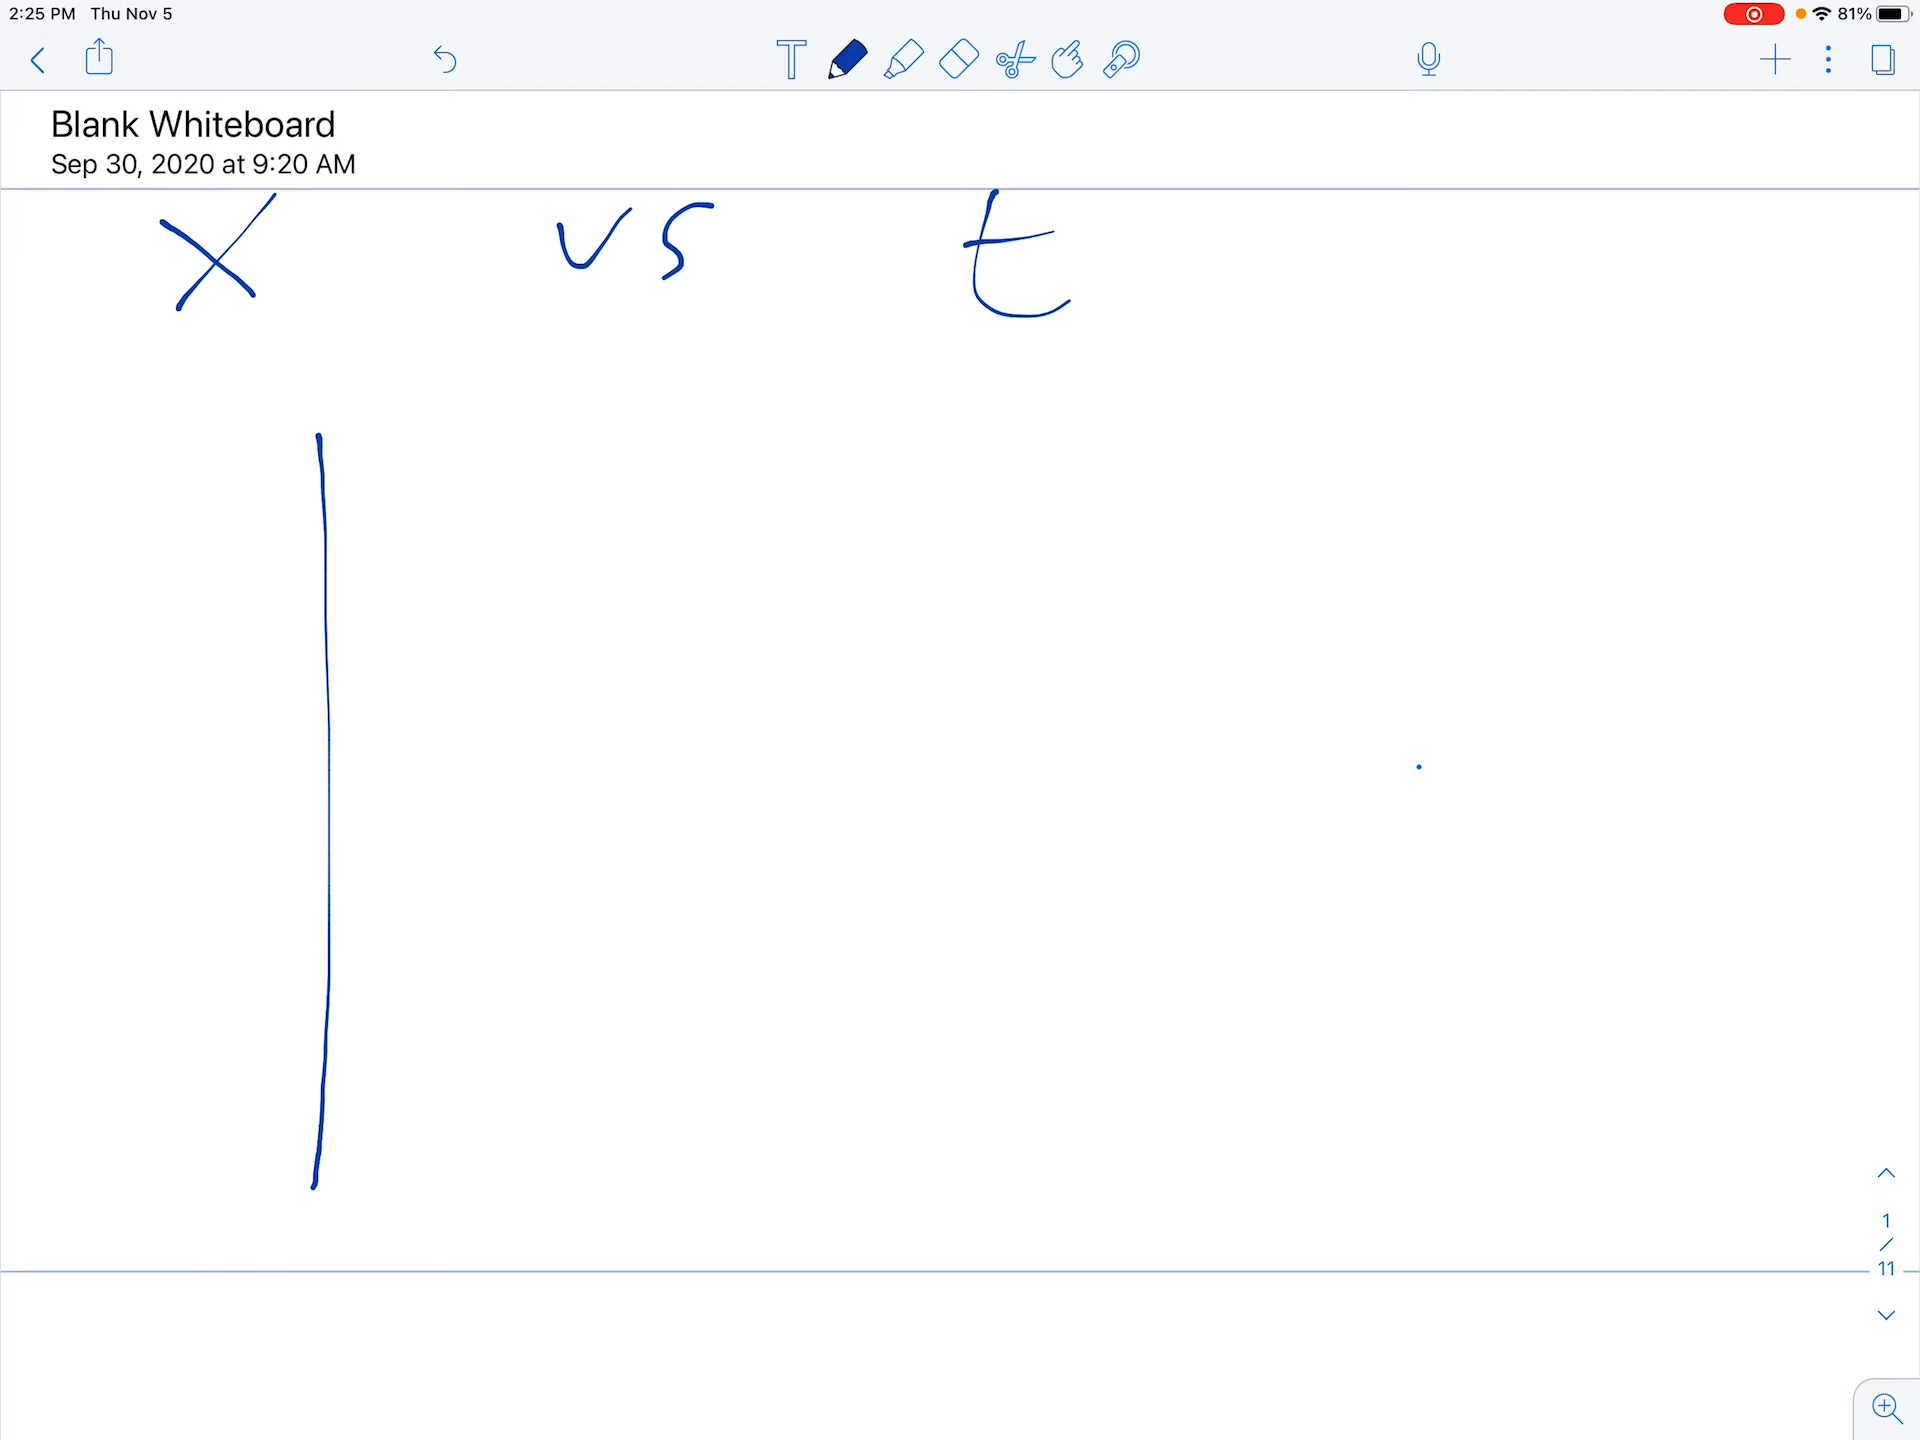 2:25 PM Thu Nov 5 81%
T
Blank Whiteboard
Sep 30, 2020 at 9:20 AM
x vs t
1
/
11